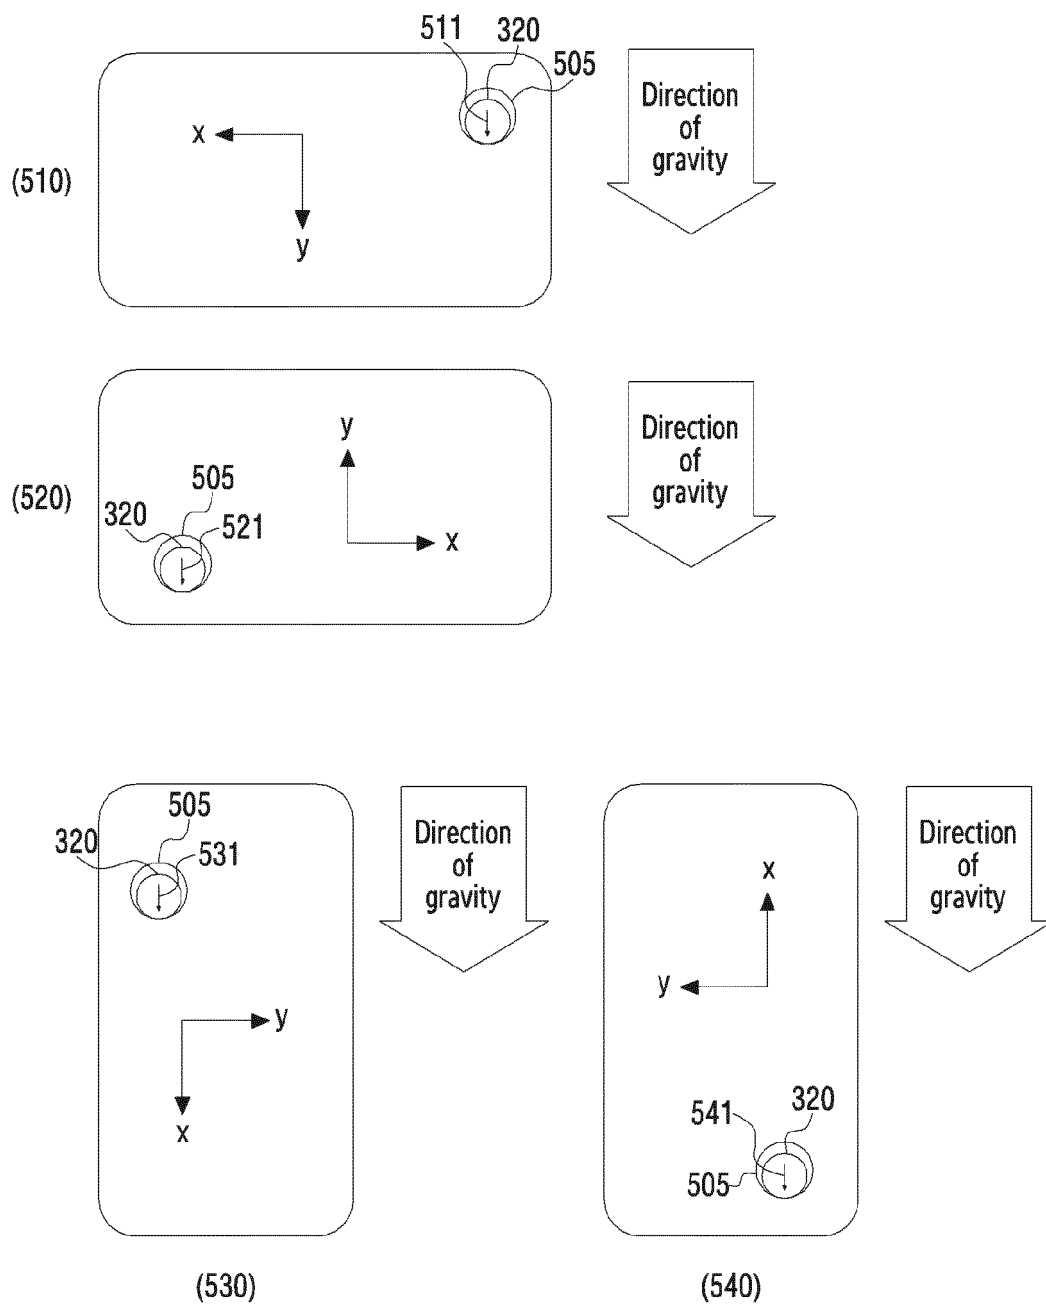 511 320
505
x
y
(510)
Direction
of
gravity
y
x
505
320 521
(520)
Direction
of
gravity
505
320 531
y
x
Direction
of
gravity
(530)
x
y
541 320
505
Direction
of
gravity
(540)